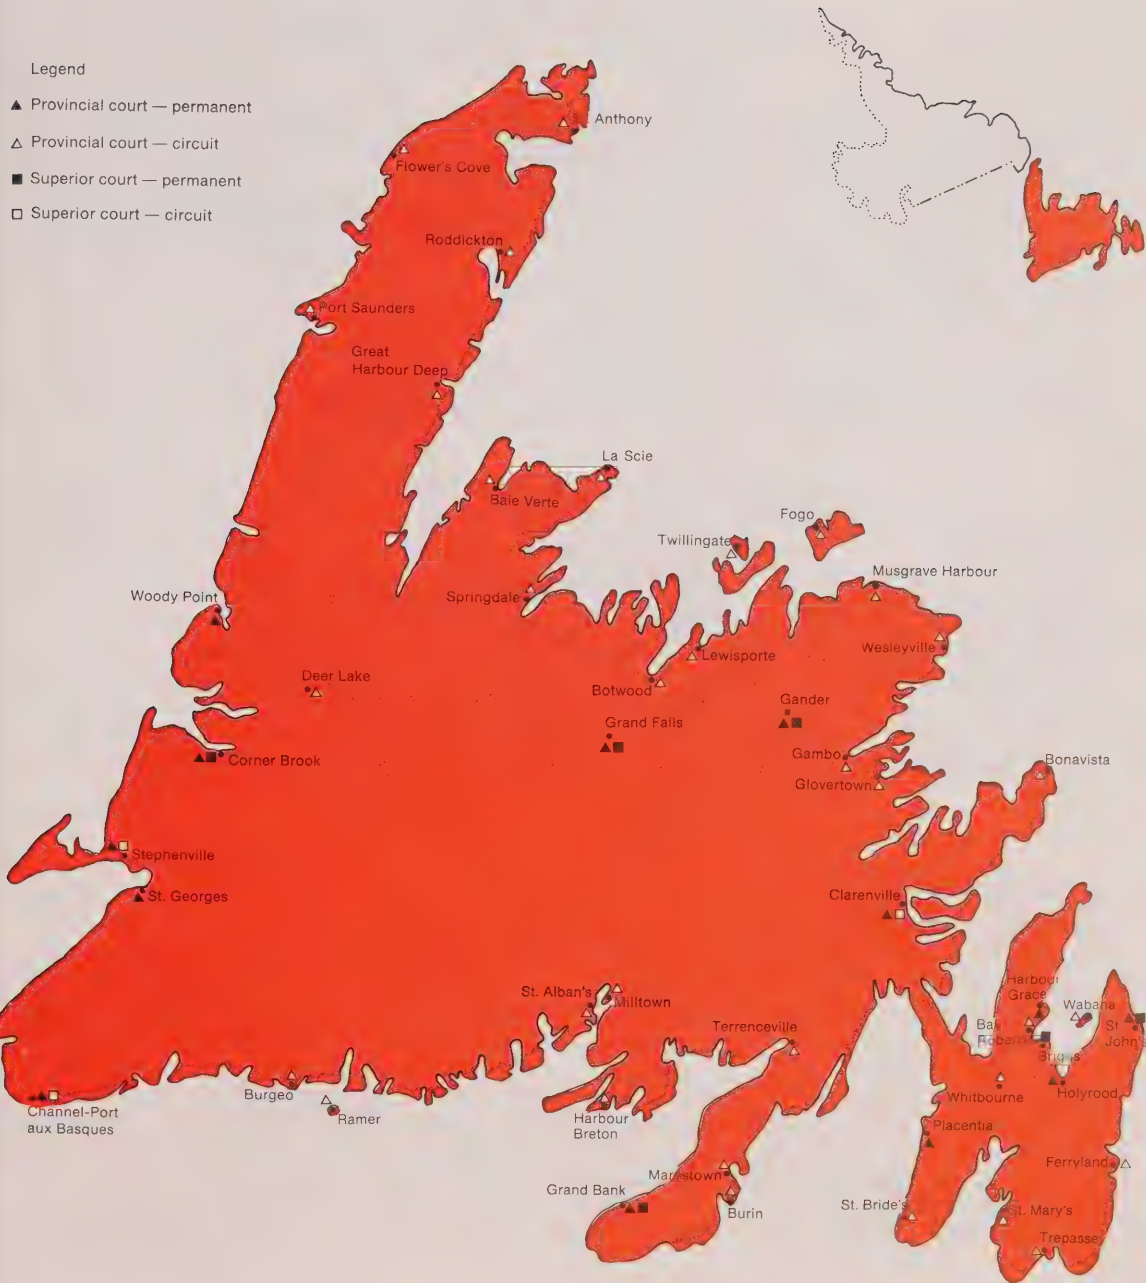 Legend
Provincial court — permanent
Provincial court — circuit
Superior court — permanent
Superior court — circuit
Anthony
Flower's Cove
Roddickton
Port Saunders
Great
Harbour Deep
La Scie
Baie Verte
Fogo
Twillingate
Musgrave Harbour
Woody Point
Springdale
Wesleyville
Lewisporte
Deer Lake
Botwood
Gander
Grand Falls
Corner Brook
Gambo
Bonavista
Glovertown
Stephenville
St. Georges
Clarenville
Harbour
Grace
St. Alban's
Milltown
Wabana
Terrenceville
St
John's
Burgeo
Ramer
Whitbourne
Holyrood
Channel-Port
aux Basques
Harbour
Breton
Placentia
Marystown
Ferryland
Grand Bank
Burin
St. Bride's
St. Mary's
Trepassey